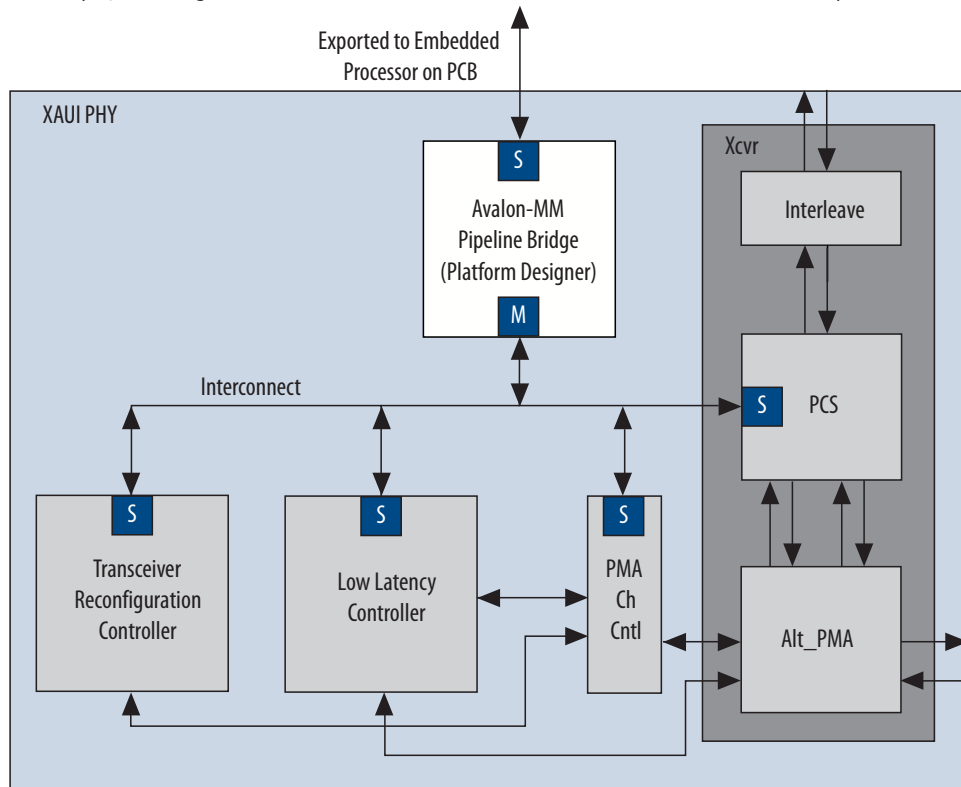 Exported to Embedded
Processor on PCB
XAUI PHY
S
Avalon-MM
Pipeline Bridge
(Platform Designer)
M
Interconnect
Xcvr
Interleave
S
PCS
S
Transceiver
Reconfiguration
Controller
S
Low Latency
Controller
S
PMA
Ch
Cntl
Alt_PMA